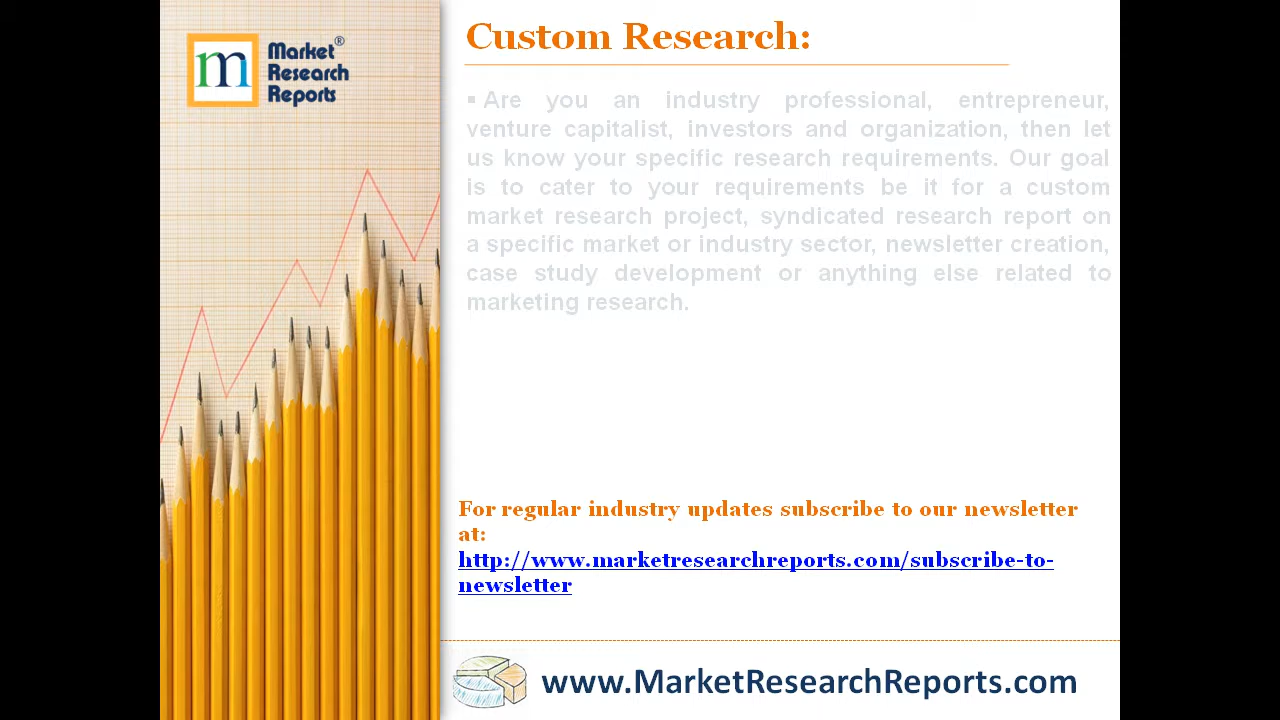 m
Market®
Research
Reports
Custom Research:
▪ Are you an industry professional, entrepreneur,
venture capitalist, investors and organization, then let
us know your specific research requirements. Our goal
is to cater to your requirements be it for a custom
market research project, syndicated research report on
a specific market or industry sector, newsletter creation,
case study development or anything else related to
marketing research.
For regular industry updates subscribe to our newsletter
at:
http://www.marketresearchreports.com/subscribe-to-
newsletter
www.MarketResearchReports.com